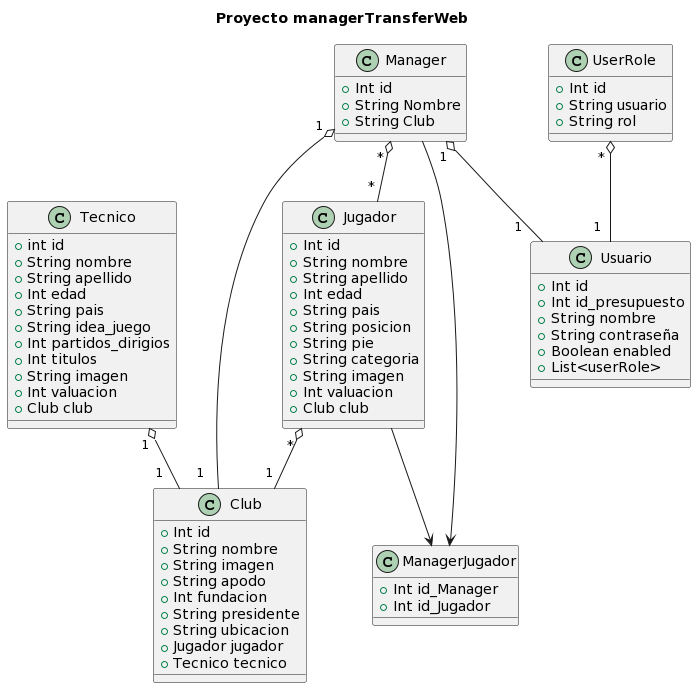 Proyecto managerTransferWeb
C Manager
Int id
String Nombre
String Club
C UserRole
Int id
String usuario
String rol
1
*
1
*
*
1
1
C Tecnico
int id
String nombre
String apellido
Int edad
String pais
String idea_juego
Int partidos_dirigios
Int titulos
String imagen
Int valuacion
Club club
C Jugador
Int id
String nombre
String apellido
Int edad
String pais
String posicion
String pie
String categoria
String imagen
Int valuacion
Club club
C Usuario
Int id
Int id_presupuesto
String nombre
String contraseña
Boolean enabled
List<userRole>
1
*
1
1
1
C Club
Int id
String nombre
String imagen
String apodo
Int fundacion
String presidente
String ubicacion
Jugador jugador
Tecnico tecnico
C ManagerJugador
Int id_Manager
Int id_Jugador